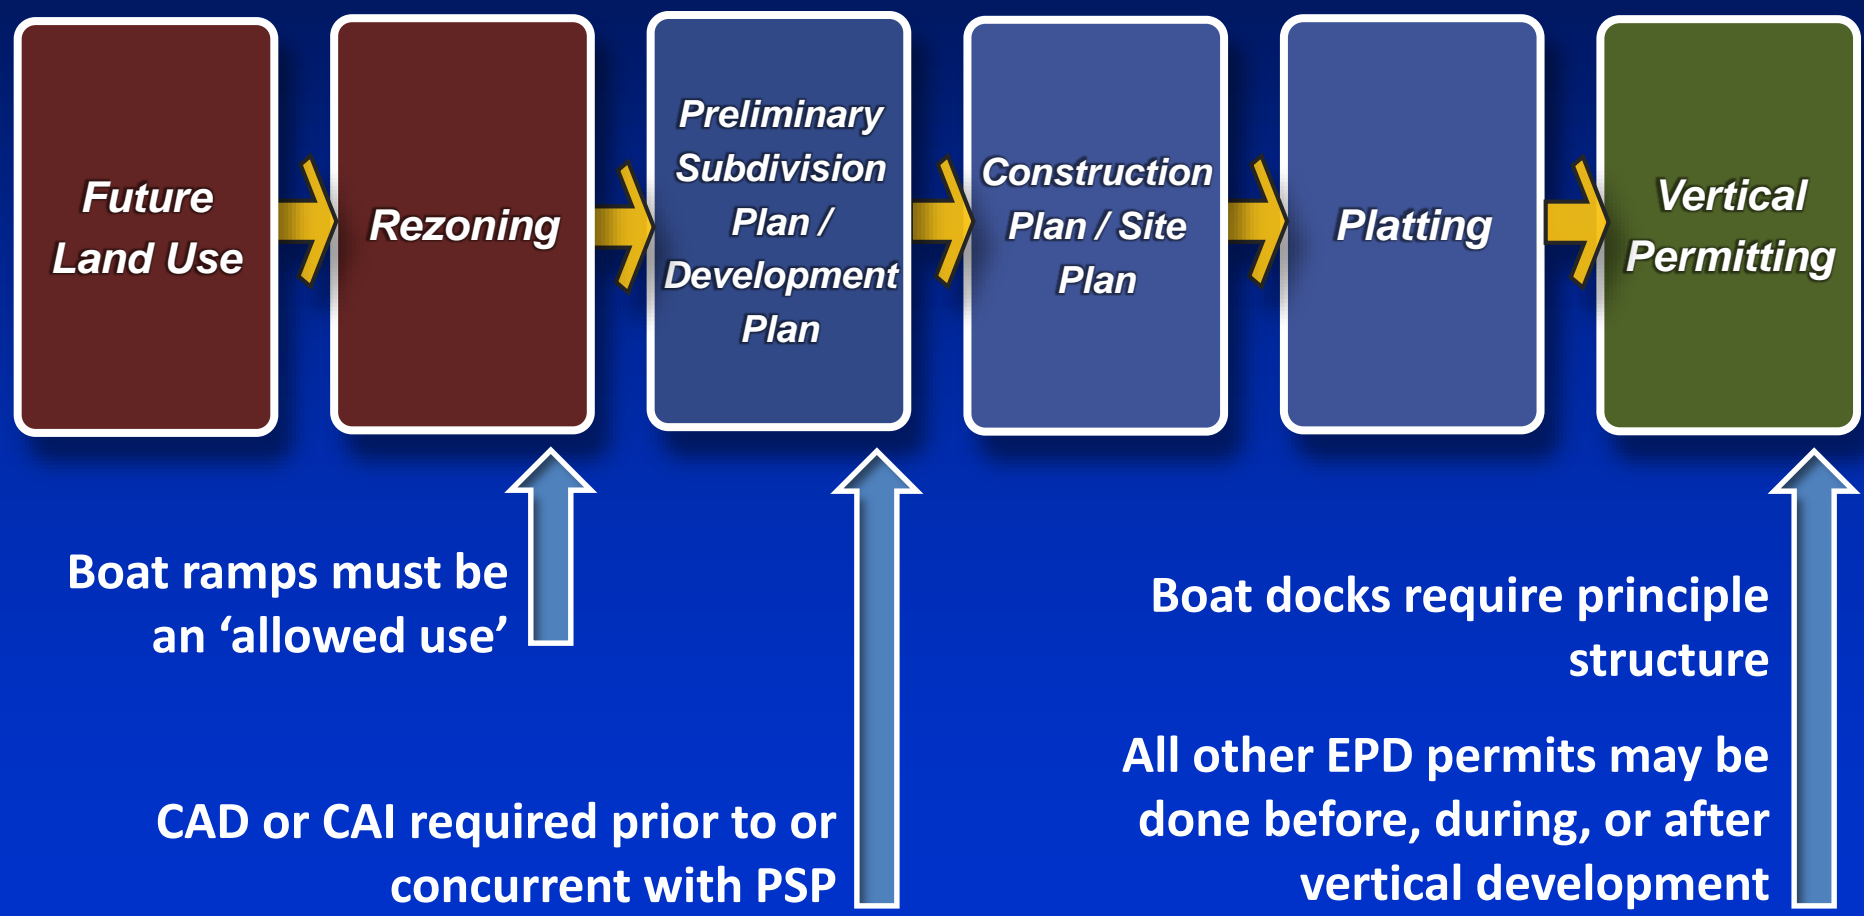 Future
Land Use
Rezoning
Preliminary
Subdivision
Plan /
Development
Plan
Construction
Plan / Site
Plan
Platting
Vertical
Permitting
Boat ramps must be
an ‘allowed use’
CAD or CAI required prior to or
concurrent with PSP
Boat docks require principle
structure
All other EPD permits may be
done before, during, or after
vertical development